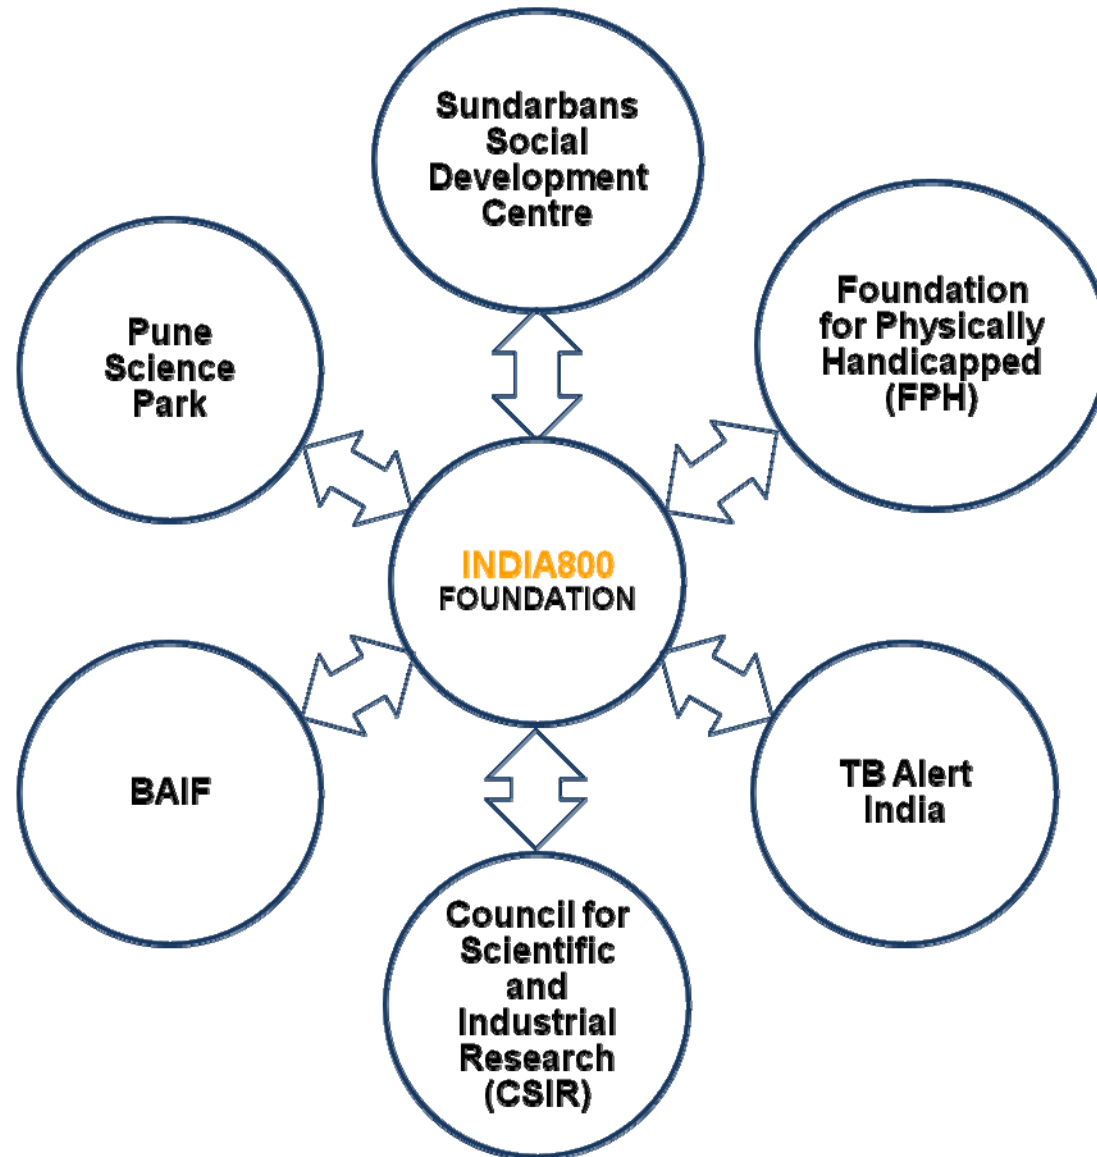 Sundarbans
Social
Development
Centre
Foundation
for Physically
Handicapped
(FPH)
Pune
Science
Park
INDIA800
FOUNDATION
BAIF
TB Alert
India
Council for
Scientific
and
Industrial
Research
(CSIR)